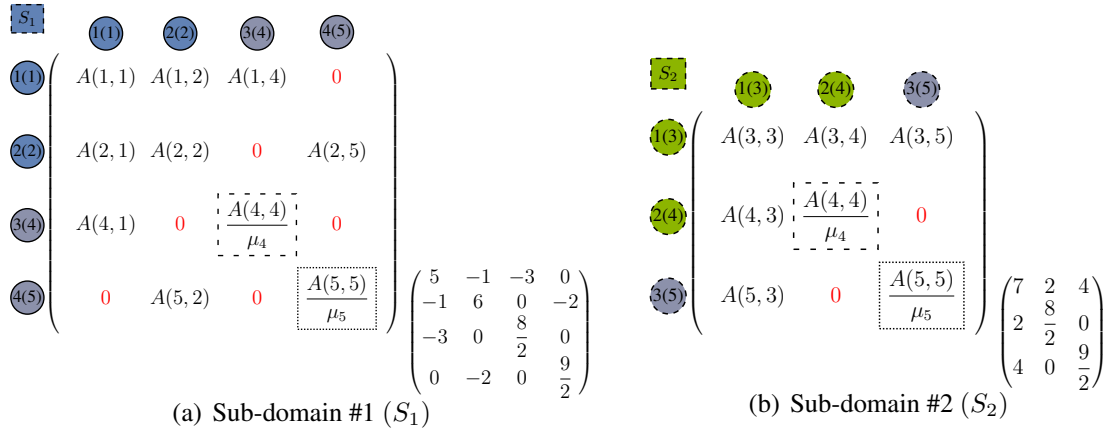 S₁
1(1) 2(2) 3(4) 4(5)
1(1) A(1,1) A(1,2) A(1,4) 0
2(2) A(2,1) A(2,2) 0 A(2,5)
3(4) A(4,1) 0 A(4,4)/μ₄ 0
4(5) 0 A(5,2) 0 A(5,5)/μ₅
5 −1 −3 0
−1 6 0 −2
−3 0 8/2 0
0 −2 0 9/2
(a) Sub-domain #1 (S₁)
S₂
1(3) 2(4) 3(5)
1(3) A(3,3) A(3,4) A(3,5)
2(4) A(4,3) A(4,4)/μ₄ 0
3(5) A(5,3) 0 A(5,5)/μ₅
7 2 4
2 8/2 0
4 0 9/2
(b) Sub-domain #2 (S₂)